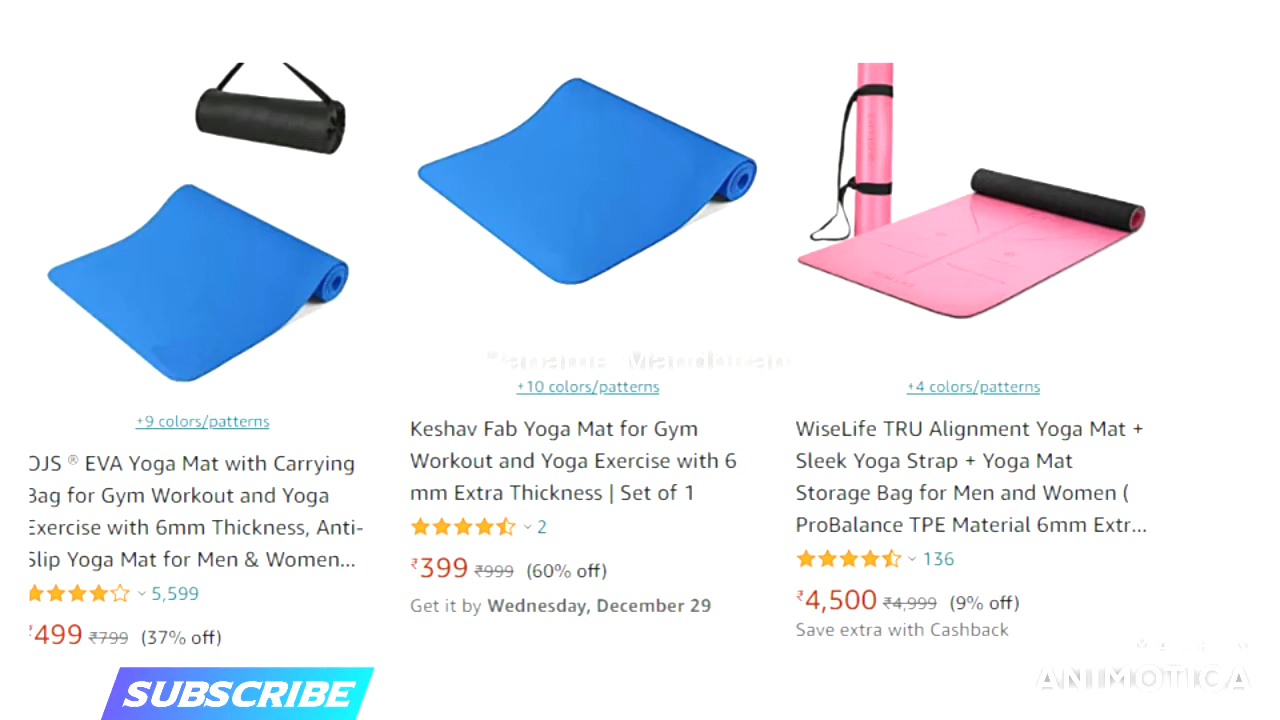 +9 colors/patterns
OJS ® EVA Yoga Mat with Carrying
Bag for Gym Workout and Yoga
Exercise with 6mm Thickness, Anti-
Slip Yoga Mat for Men & Women...
5,599
₹499 ₹799 (37% off)
+10 colors/patterns
Keshav Fab Yoga Mat for Gym
Workout and Yoga Exercise with 6
mm Extra Thickness | Set of 1
2
₹399 ₹999 (60% off)
Get it by Wednesday, December 29
+4 colors/patterns
WiseLife TRU Alignment Yoga Mat +
Sleek Yoga Strap + Yoga Mat
Storage Bag for Men and Women (
ProBalance TPE Material 6mm Extr...
136
₹4,500 ₹4,999 (9% off)
Save extra with Cashback
SUBSCRIBE
ANIMOTICA